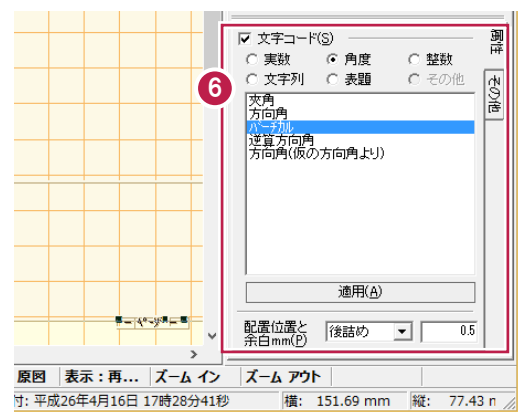 文字コード(S)
実数 角度 整数
文字列 表題 その他
6
夾角
方向角
バーチカル
逆算方向角
方向角(仮の方向角より)
適用(A)
配置位置と
余白mm(P)
後詰め 0.5
属性
その他
-ページ-
原図 表示：再... ズーム イン ズーム アウト
付: 平成26年4月16日 17時28分41秒 横: 151.69 mm 縦: 77.43 m